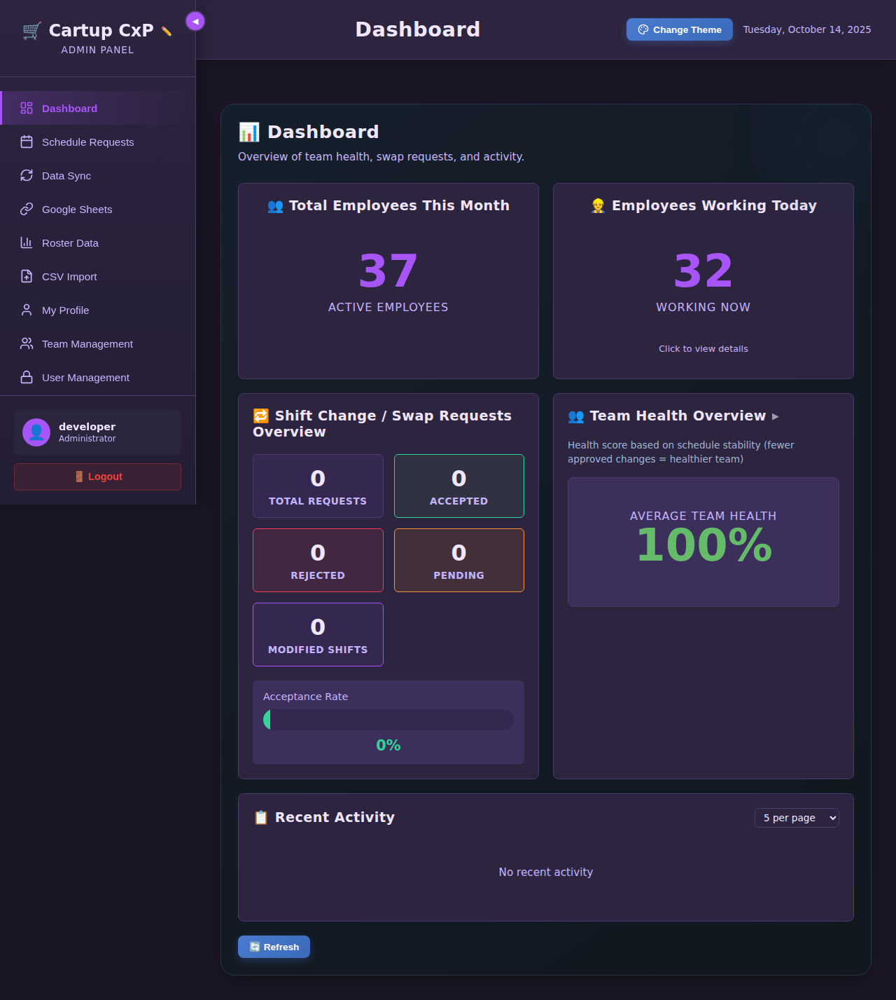 🛒 Cartup CxP ✏️
ADMIN PANEL
◀
Dashboard
Change Theme
Tuesday, October 14, 2025
Dashboard
Schedule Requests
Data Sync
Google Sheets
Roster Data
CSV Import
My Profile
Team Management
User Management
👤
developer
Administrator
🚪 Logout
📊 Dashboard
Overview of team health, swap requests, and activity.
👥 Total Employees This Month
37
ACTIVE EMPLOYEES
👷 Employees Working Today
32
WORKING NOW
Click to view details
🔁 Shift Change / Swap Requests
Overview
0
TOTAL REQUESTS
0
ACCEPTED
0
REJECTED
0
PENDING
0
MODIFIED SHIFTS
Acceptance Rate
0%
👥 Team Health Overview ▶
Health score based on schedule stability (fewer
approved changes = healthier team)
AVERAGE TEAM HEALTH
100%
📋 Recent Activity
5 per page
No recent activity
🔄 Refresh